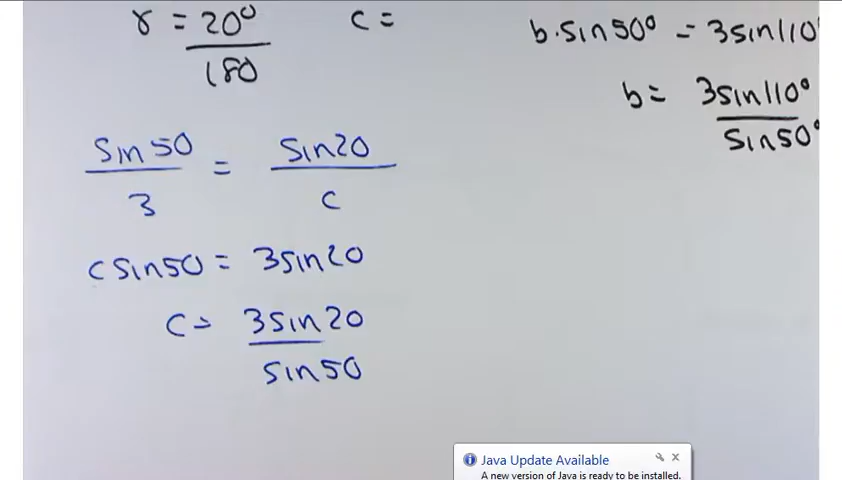 γ = 20°
180
c =
b·sin50° = 3sin110°
b = 3sin110°
sin50°
sin50 = sin20
3 c
csin50 = 3sin20
c = 3sin20
sin50
Java Update Available
A new version of Java is ready to be installed.